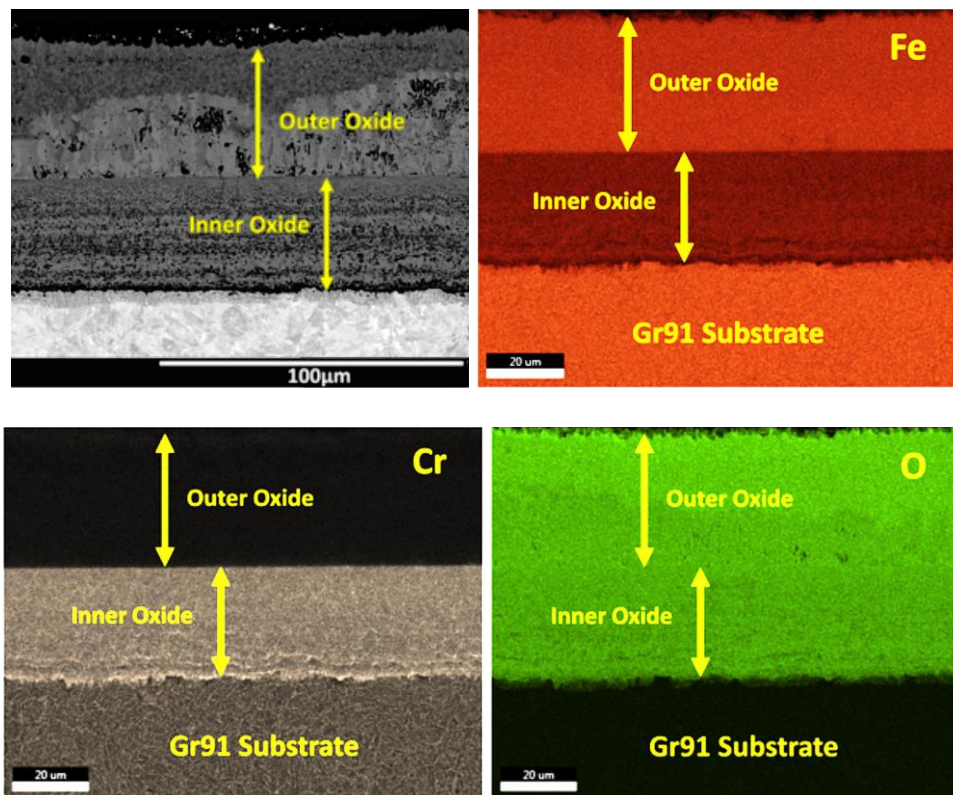 Outer Oxide
Inner Oxide
100µm
Fe
Outer Oxide
Inner Oxide
Gr91 Substrate
20 um
Cr
Outer Oxide
Inner Oxide
Gr91 Substrate
20 um
O
Outer Oxide
Inner Oxide
Gr91 Substrate
20 um